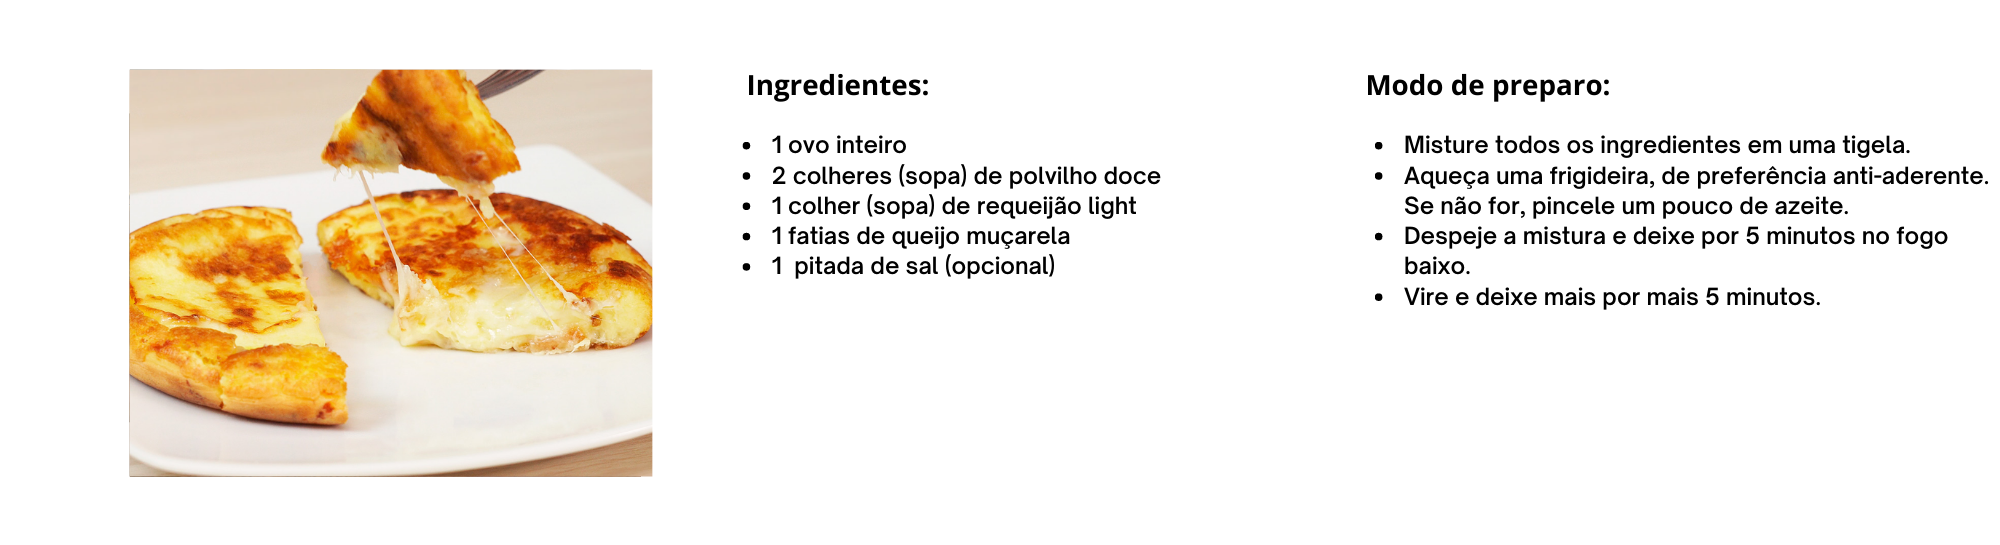 Ingredientes:
• 1 ovo inteiro
• 2 colheres (sopa) de polvilho doce
• 1 colher (sopa) de requeijão light
• 1 fatias de queijo muçarela
• 1 pitada de sal (opcional)
Modo de preparo:
• Misture todos os ingredientes em uma tigela.
• Aqueça uma frigideira, de preferência anti-aderente.
Se não for, pincele um pouco de azeite.
• Despeje a mistura e deixe por 5 minutos no fogo
baixo.
• Vire e deixe mais por mais 5 minutos.